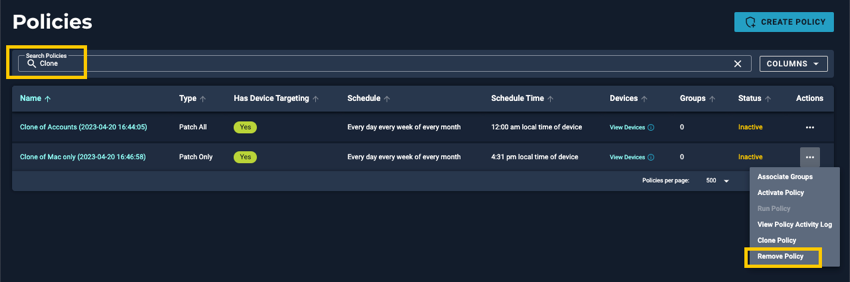 Policies
CREATE POLICY
Search Policies
Clone
COLUMNS
Name Type Has Device Targeting Schedule Schedule Time Devices Groups Status Actions
Clone of Accounts (2023-04-20 16:44:05) Patch All Yes Every day every week of every month 12:00 am local time of device View Devices 0 Inactive
Clone of Mac only (2023-04-20 16:46:58) Patch Only Yes Every day every week of every month 4:31 pm local time of device View Devices 0 Inactive
Policies per page: 500
Associate Groups
Activate Policy
Run Policy
View Policy Activity Log
Clone Policy
Remove Policy